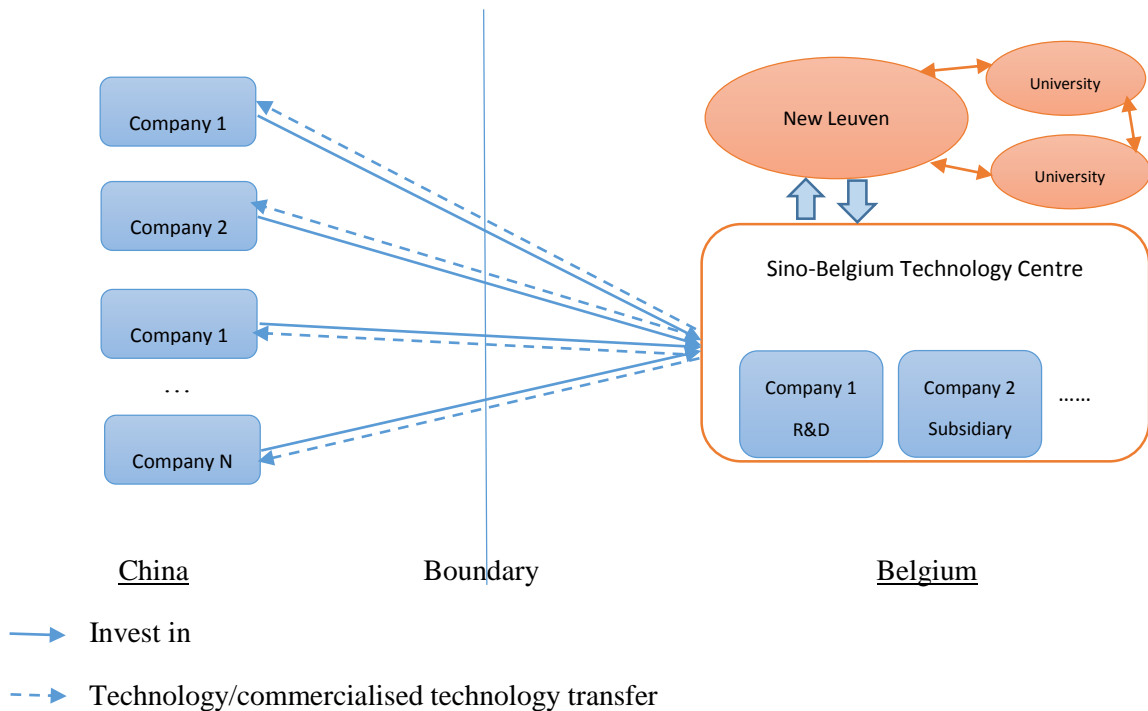 Company 1
Company 2
Company 1
…
Company N
New Leuven
University
University
Sino-Belgium Technology Centre
Company 1
R&D
Company 2
Subsidiary
……
China
Boundary
Belgium
Invest in
Technology/commercialised technology transfer